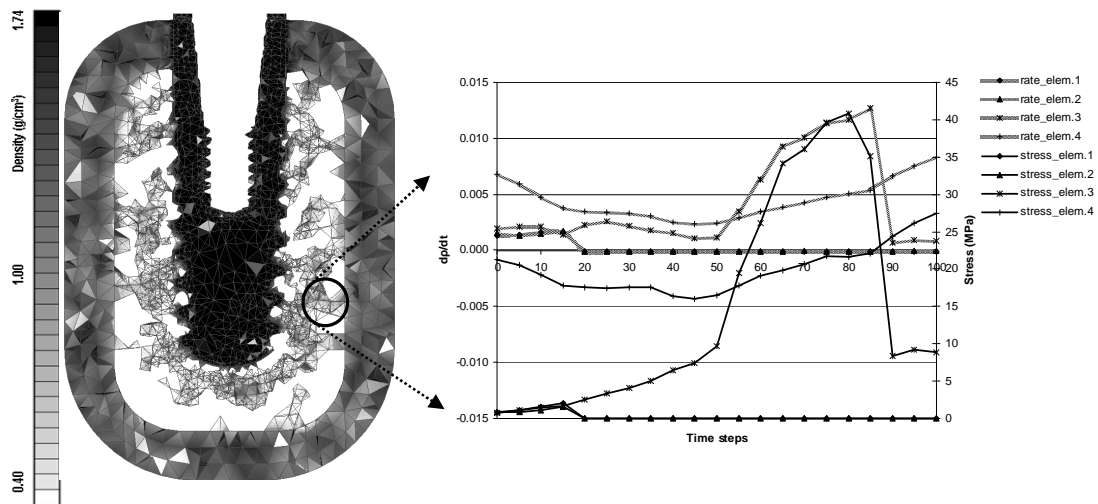 1.74
Density (g/cm³)
1.00
0.40
0.015
0.010
0.005
0.000
-0.005
-0.010
-0.015
dρ/dt
0 10 20 30 40 50 60 70 80 90 100
Time steps
45
40
35
30
25
20
15
10
5
0
Stress (MPa)
rate_elem.1
rate_elem.2
rate_elem.3
rate_elem.4
stress_elem.1
stress_elem.2
stress_elem.3
stress_elem.4